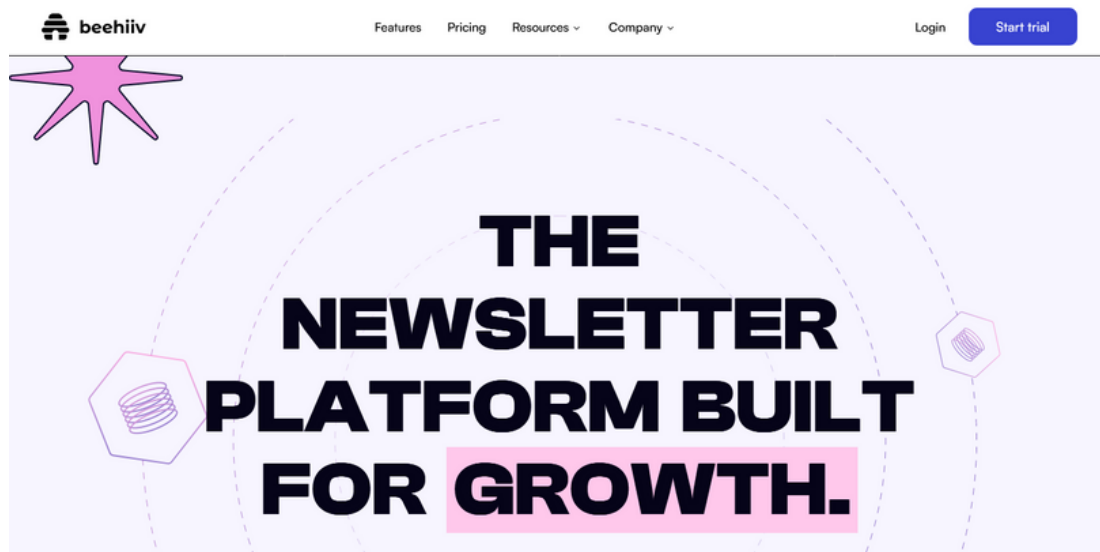 beehiiv Features Pricing Resources Company Login Start trial
THE
NEWSLETTER
PLATFORM BUILT
FOR GROWTH.